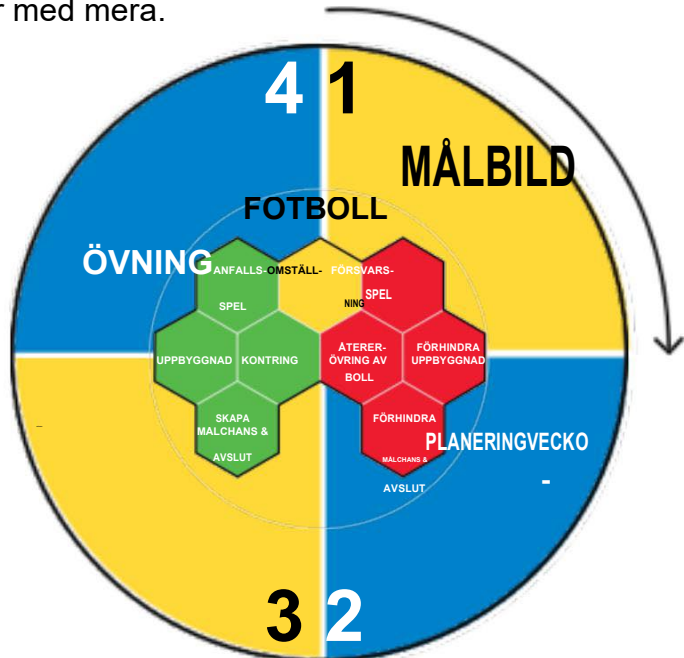 r med mera.
4 1
MÅLBILD
FOTBOLL
ÖVNING
ANFALLS-
SPEL
OMSTÄLL-
NING
FÖRSVARS-
SPEL
UPPBYGGNAD
KONTRING
ÅTERER-
ÖVRING AV
BOLL
FÖRHINDRA
UPPBYGGNAD
SKAPA
MÅLCHANS &
AVSLUT
FÖRHINDRA
MÅLCHANS &
AVSLUT
PLANERINGVECKO
-
3 2